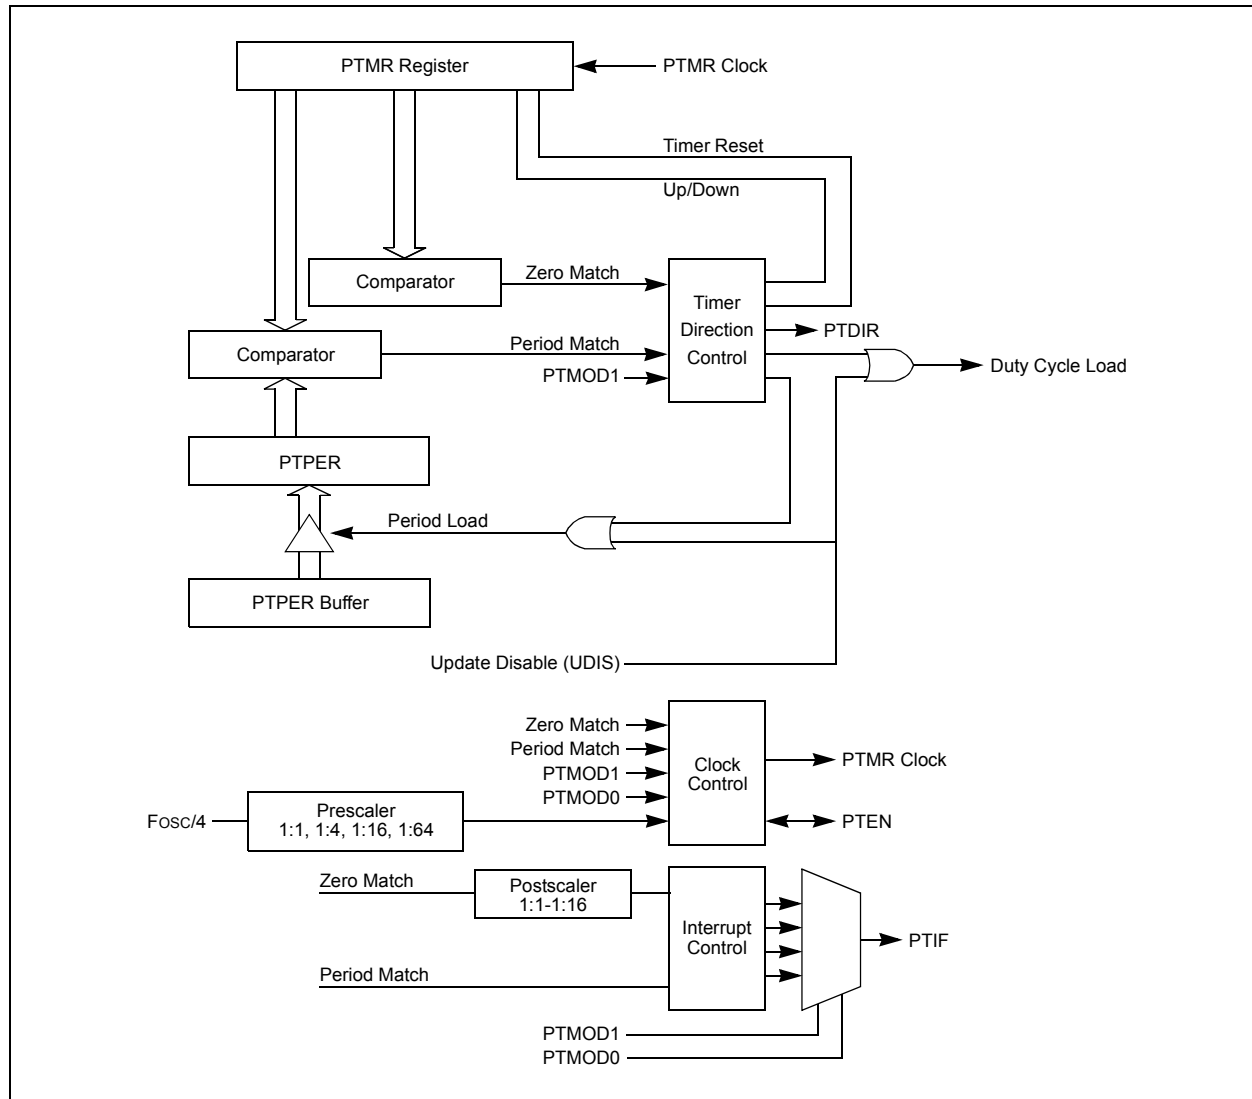 PTMR Register
PTMR Clock
Timer Reset
Up/Down
Comparator
Zero Match
Timer
Direction
Control
PTDIR
Comparator
Period Match
PTMOD1
Duty Cycle Load
PTPER
Period Load
PTPER Buffer
Update Disable (UDIS)
Zero Match
Period Match
PTMOD1
PTMOD0
Clock
Control
PTMR Clock
PTEN
FOSC/4
Prescaler
1:1, 1:4, 1:16, 1:64
Zero Match
Postscaler
1:1-1:16
Interrupt
Control
PTIF
Period Match
PTMOD1
PTMOD0